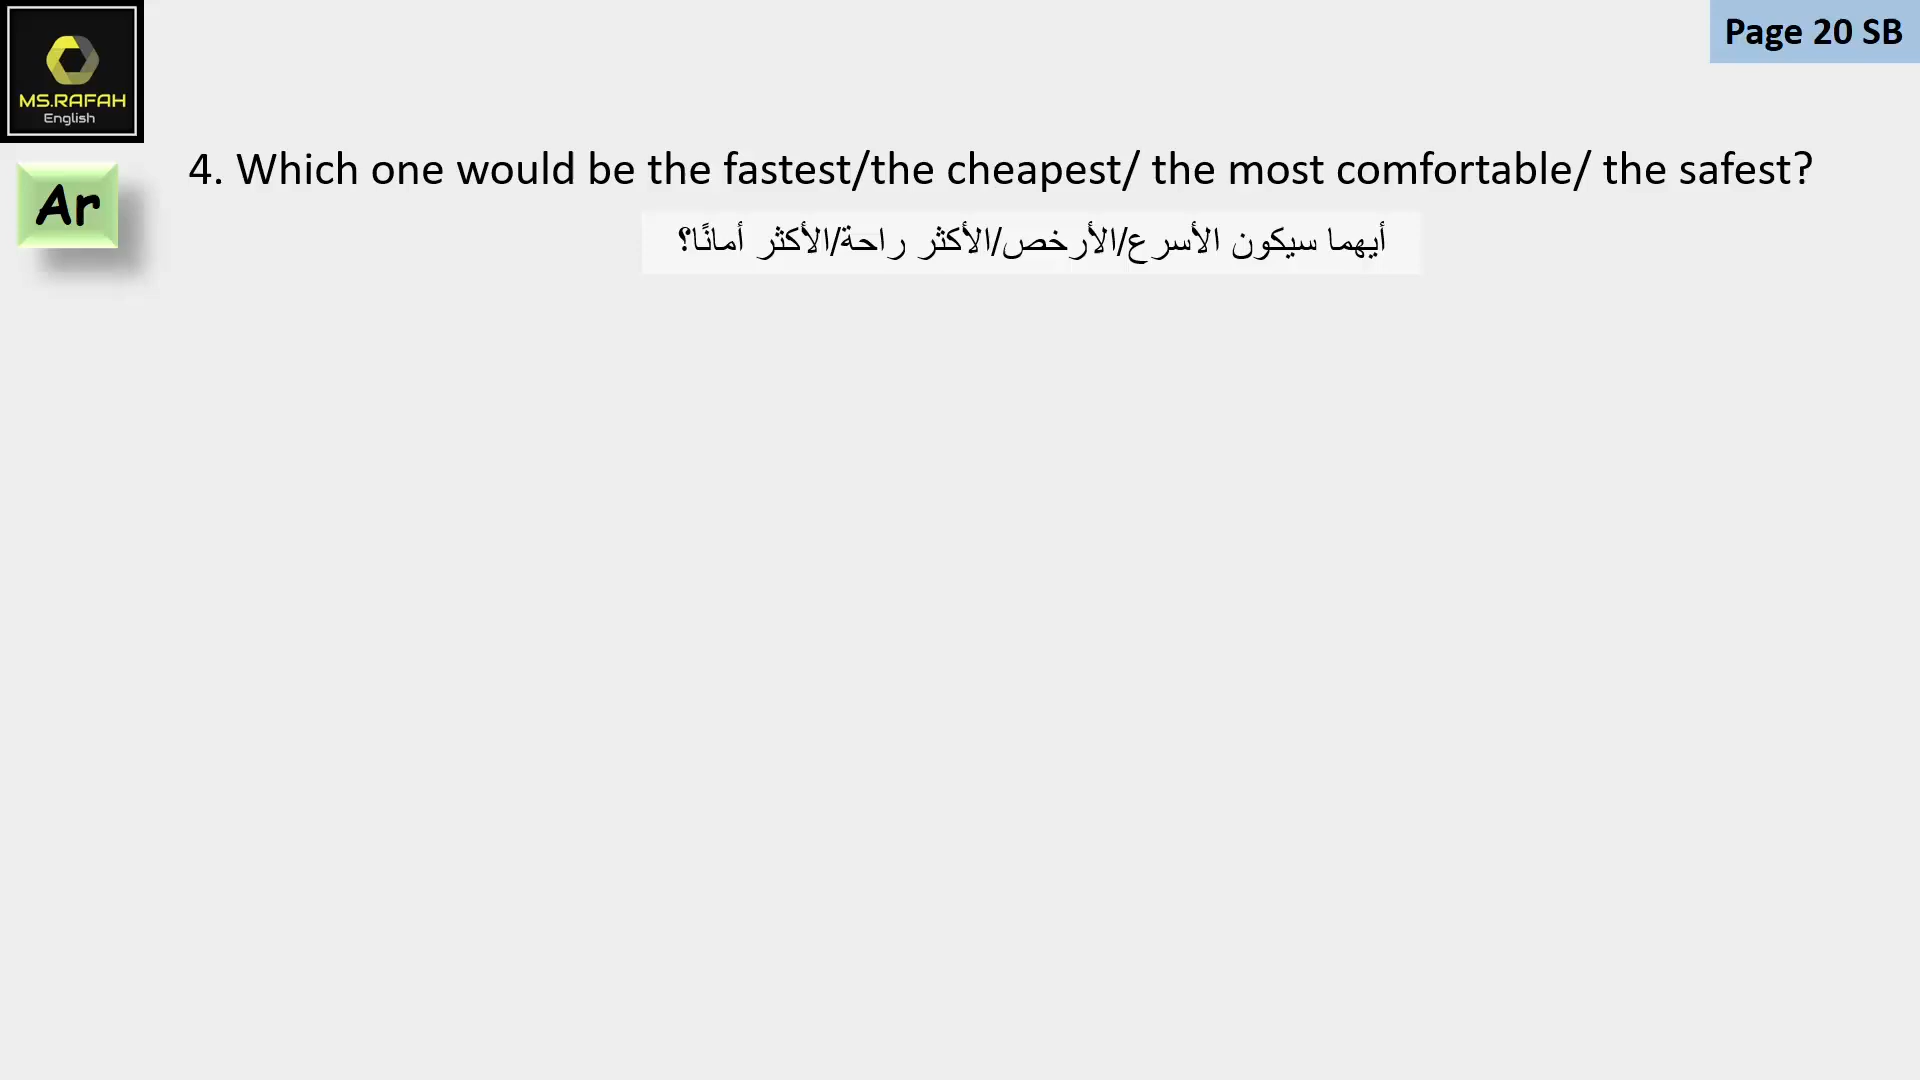 MS.RAFAH
English
Page 20 SB
Ar
4. Which one would be the fastest/the cheapest/ the most comfortable/ the safest?
أيهما سيكون الأسرع/الأرخص/الأكثر راحة/الأكثر أمانًا؟